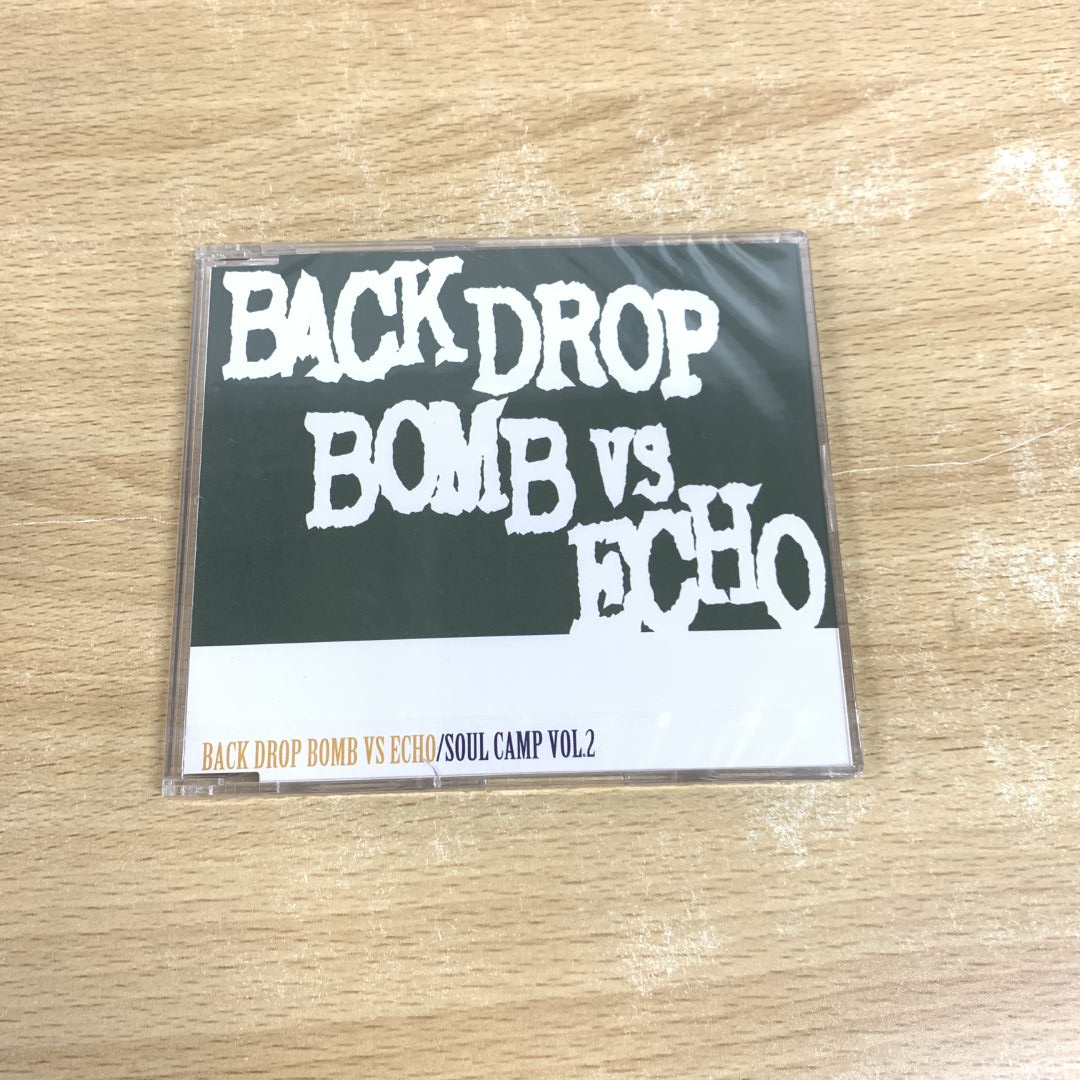 BACK DROP
BOMB VS
ECHO
BACK DROP BOMB VS ECHO/SOUL CAMP VOL.2